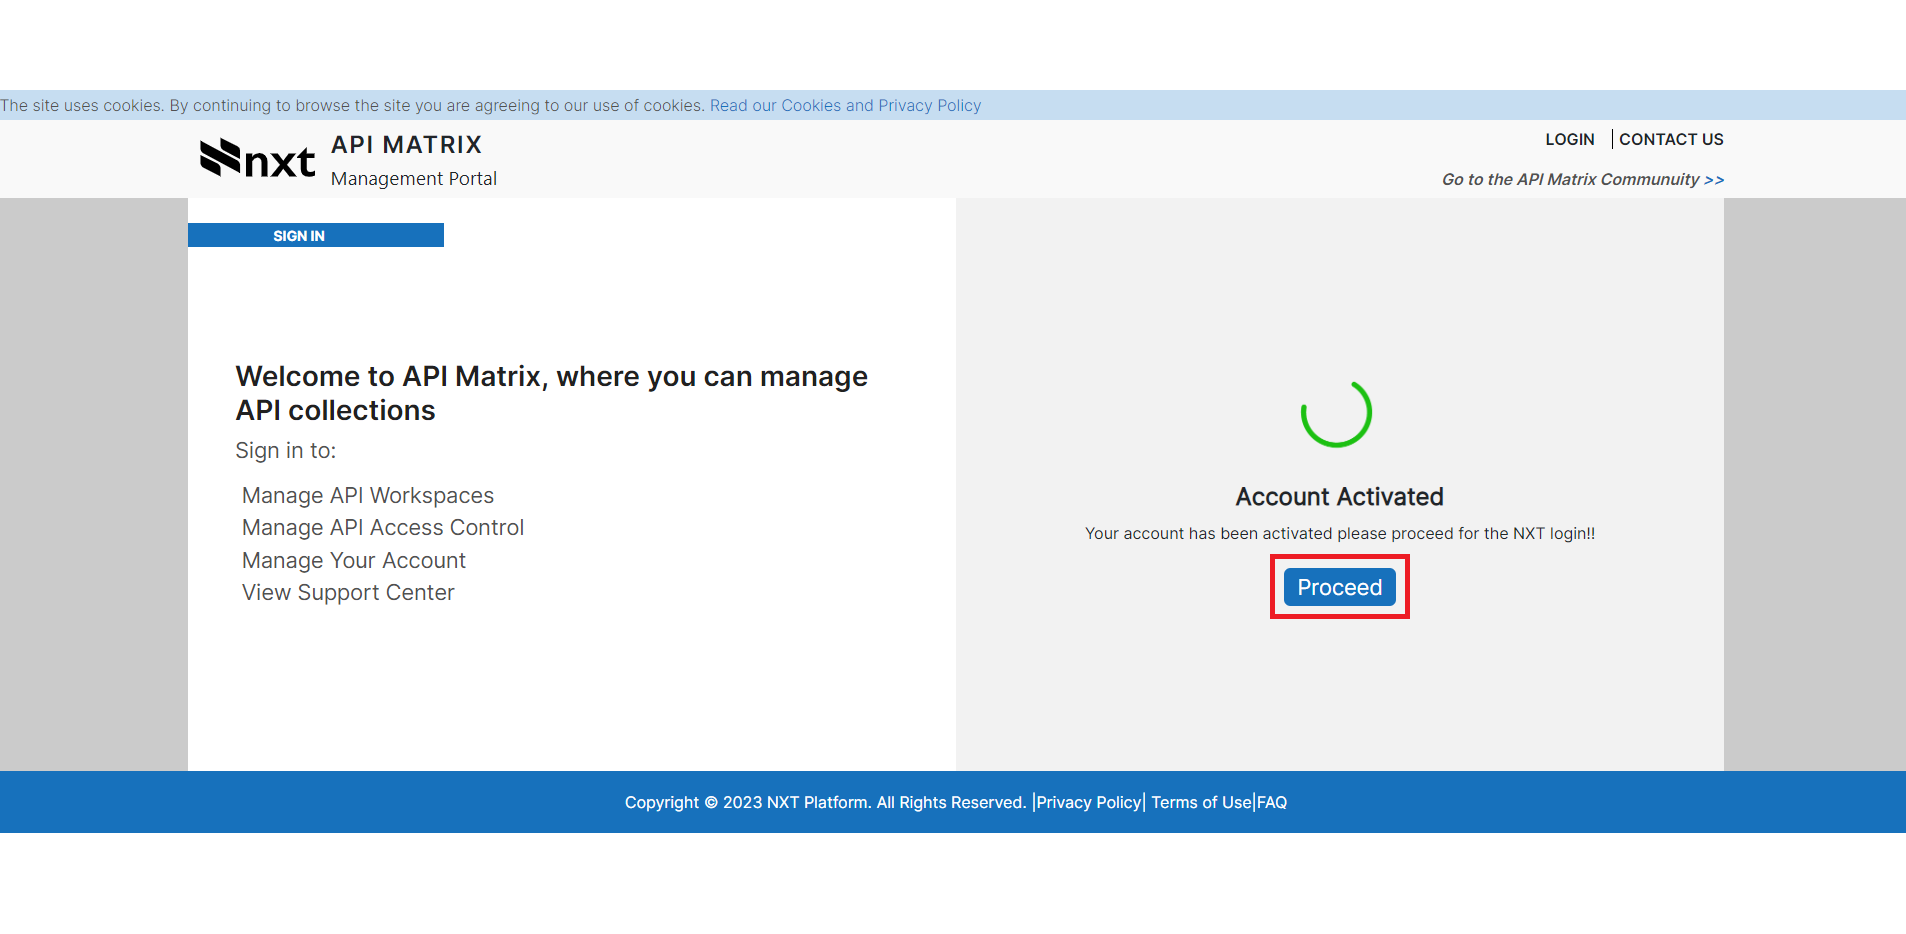 The site uses cookies. By continuing to browse the site you are agreeing to our use of cookies. Read our Cookies and Privacy Policy
nxt
API MATRIX
Management Portal
LOGIN | CONTACT US
Go to the API Matrix Communuity >>
SIGN IN
Welcome to API Matrix, where you can manage
API collections
Sign in to:
Manage API Workspaces
Manage API Access Control
Manage Your Account
View Support Center
Account Activated
Your account has been activated please proceed for the NXT login!!
Proceed
Copyright © 2023 NXT Platform. All Rights Reserved. |Privacy Policy| Terms of Use|FAQ